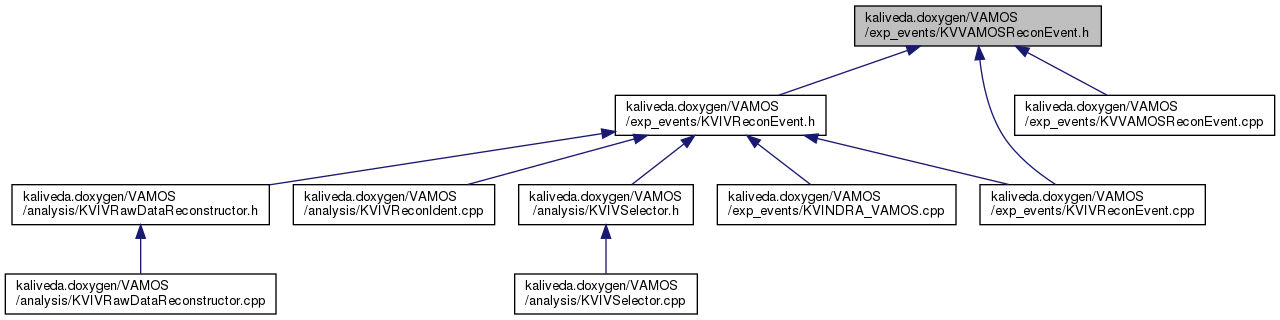 kaliveda.doxygen/VAMOS
/exp_events/KVVAMOSReconEvent.h
kaliveda.doxygen/VAMOS
/exp_events/KVIVReconEvent.h
kaliveda.doxygen/VAMOS
/exp_events/KVVAMOSReconEvent.cpp
kaliveda.doxygen/VAMOS
/analysis/KVIVRawDataReconstructor.h
kaliveda.doxygen/VAMOS
/analysis/KVIVReconIdent.cpp
kaliveda.doxygen/VAMOS
/analysis/KVIVSelector.h
kaliveda.doxygen/VAMOS
/exp_events/KVINDRA_VAMOS.cpp
kaliveda.doxygen/VAMOS
/exp_events/KVIVReconEvent.cpp
kaliveda.doxygen/VAMOS
/analysis/KVIVRawDataReconstructor.cpp
kaliveda.doxygen/VAMOS
/analysis/KVIVSelector.cpp